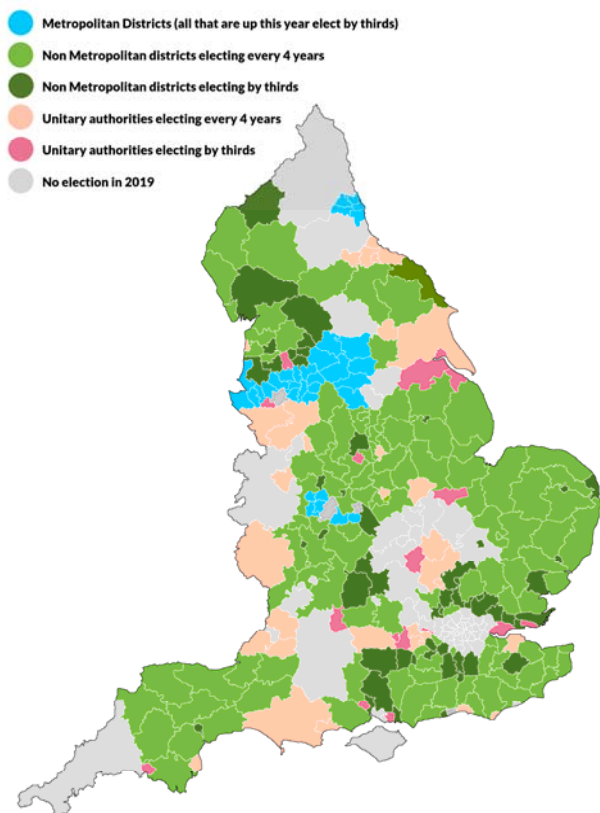 Metropolitan Districts (all that are up this year elect by thirds)
Non Metropolitan districts electing every 4 years
Non Metropolitan districts electing by thirds
Unitary authorities electing every 4 years
Unitary authorities electing by thirds
No election in 2019